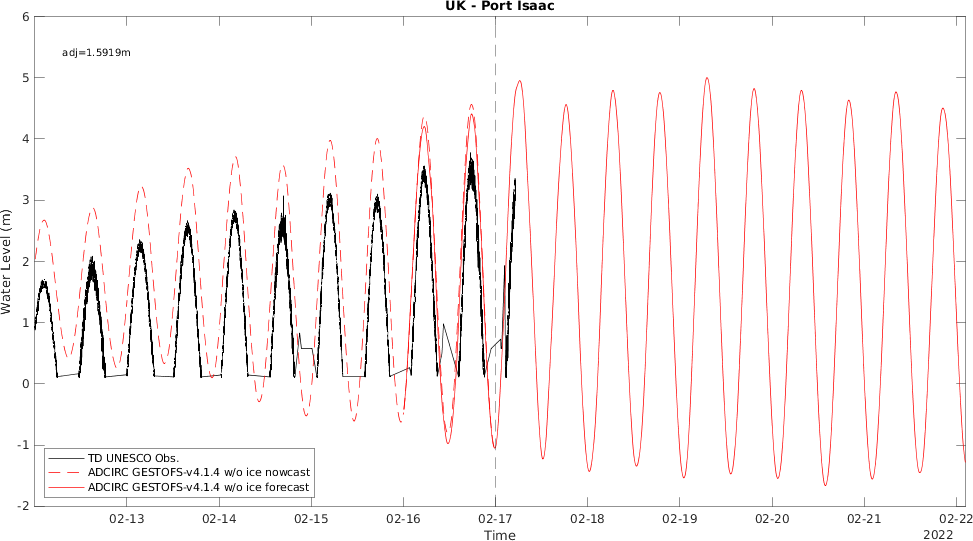 UK - Port Isaac
adj=1.5919m
Water Level (m)
6
5
4
3
2
1
0
-1
-2
TD UNESCO Obs.
ADCIRC GESTOFS-v4.1.4 w/o ice nowcast
ADCIRC GESTOFS-v4.1.4 w/o ice forecast
02-13 02-14 02-15 02-16 02-17 02-18 02-19 02-20 02-21 02-22
Time
2022